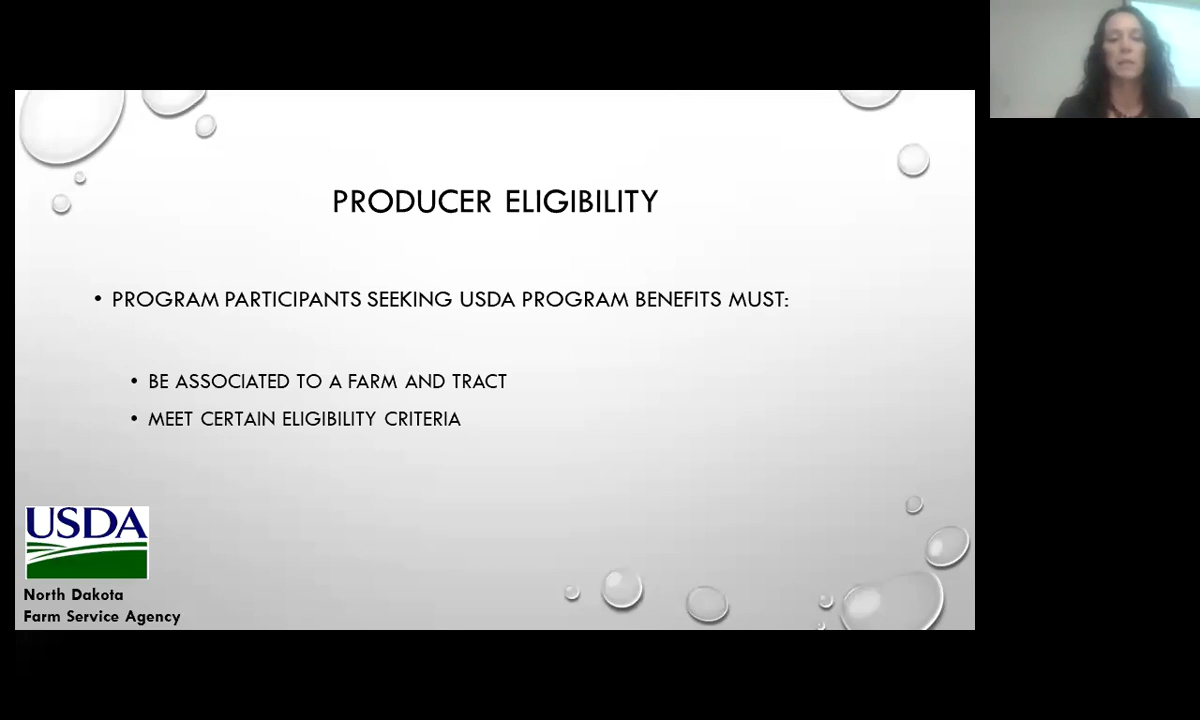 PRODUCER ELIGIBILITY
• PROGRAM PARTICIPANTS SEEKING USDA PROGRAM BENEFITS MUST:
• BE ASSOCIATED TO A FARM AND TRACT
• MEET CERTAIN ELIGIBILITY CRITERIA
USDA
North Dakota
Farm Service Agency